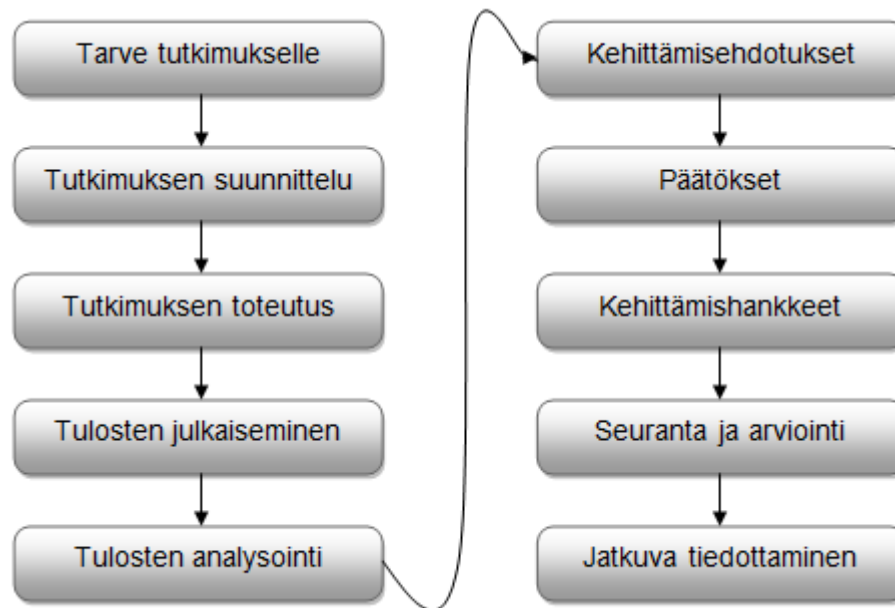 Tarve tutkimukselle
Tutkimuksen suunnittelu
Tutkimuksen toteutus
Tulosten julkaiseminen
Tulosten analysointi
Kehittämisehdotukset
Päätökset
Kehittämishankkeet
Seuranta ja arviointi
Jatkuva tiedottaminen